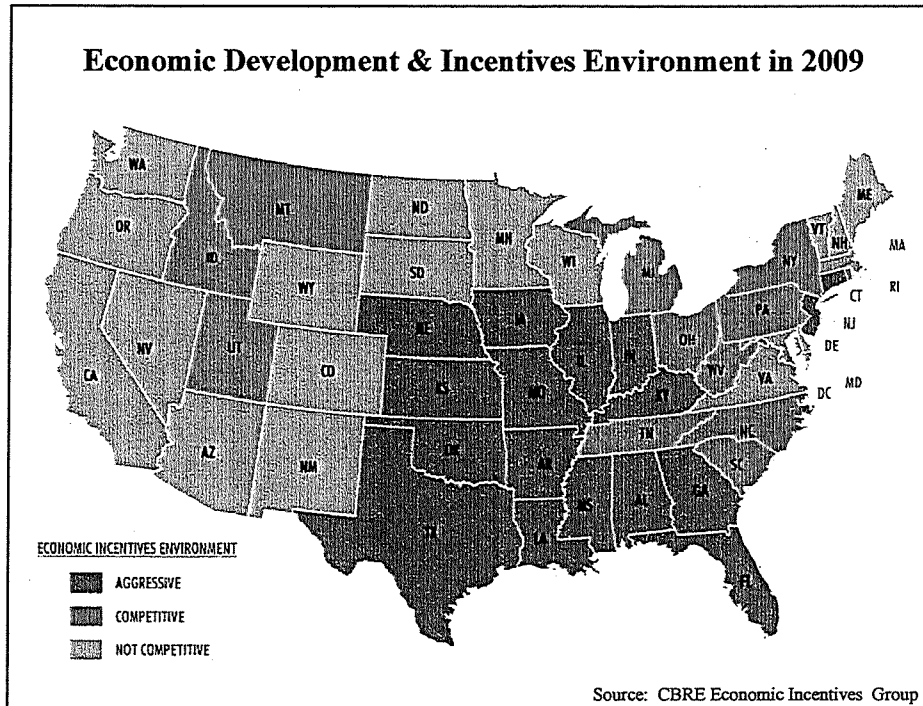 Economic Development & Incentives Environment in 2009
WA
MT
ND
MN
ME
OR
ID
SD
WI
MI
VT
NH
NY
MA
WY
RI
NE
IA
PA
CT
NJ
NV
UT
CO
IL
IN
OH
WV
VA
DE
MD
DC
CA
KS
MO
KY
AZ
NM
OK
AR
TN
NC
SC
TX
LA
MS
AL
GA
FL
ECONOMIC INCENTIVES ENVIRONMENT
AGGRESSIVE
COMPETITIVE
NOT COMPETITIVE
Source: CBRE Economic Incentives Group